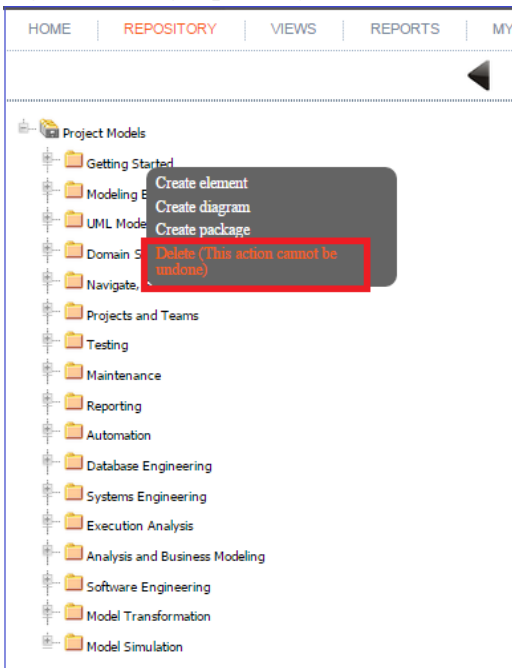 HOME REPOSITORY VIEWS REPORTS MY
Project Models
Getting Started
Create element
Modeling E
Create diagram
UML Mode
Create package
Domain S
Delete (This action cannot be
undone)
Navigate,
Projects and Teams
Testing
Maintenance
Reporting
Automation
Database Engineering
Systems Engineering
Execution Analysis
Analysis and Business Modeling
Software Engineering
Model Transformation
Model Simulation